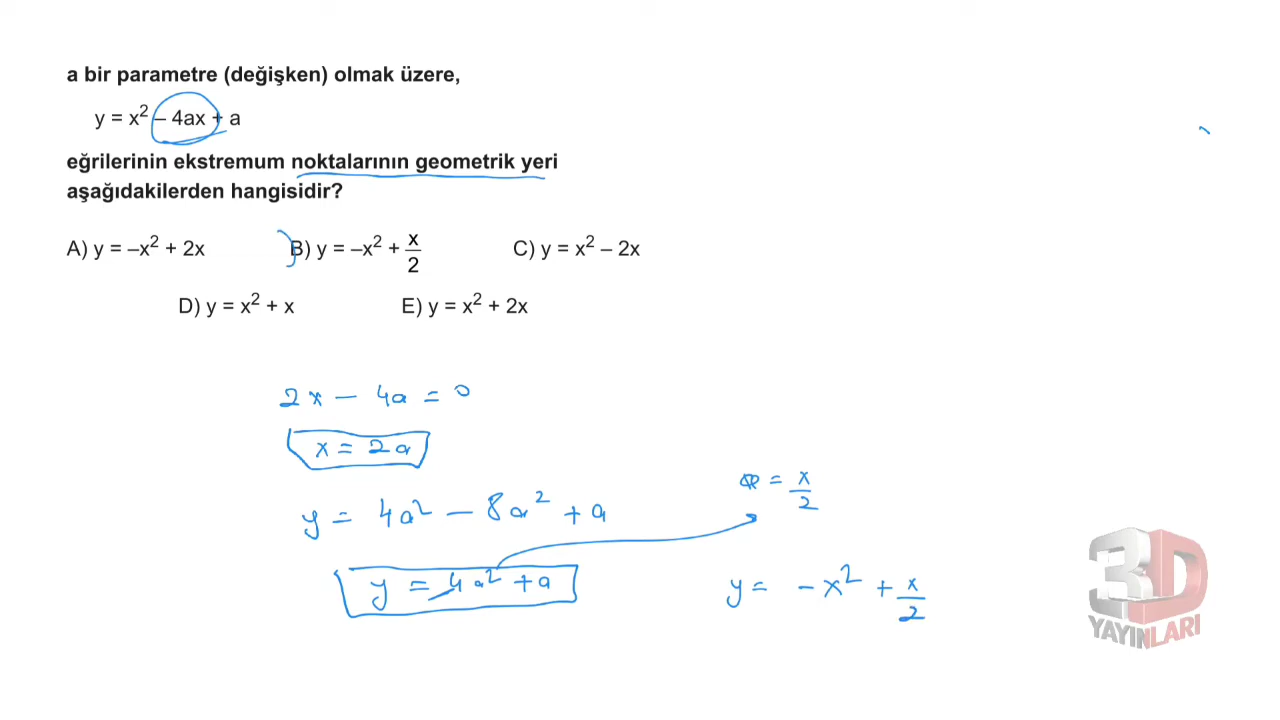 a bir parametre (değişken) olmak üzere,
y = x² – 4ax + a
eğrilerinin ekstremum noktalarının geometrik yeri
aşağıdakilerden hangisidir?
A) y = –x² + 2x B) y = –x² + x/2 C) y = x² – 2x
D) y = x² + x E) y = x² + 2x
2x – 4a = 0
x = 2a
a = x/2
y = 4a² – 8a² + a
y = –4a² + a
y = –x² + x/2
3D
YAYINLARI